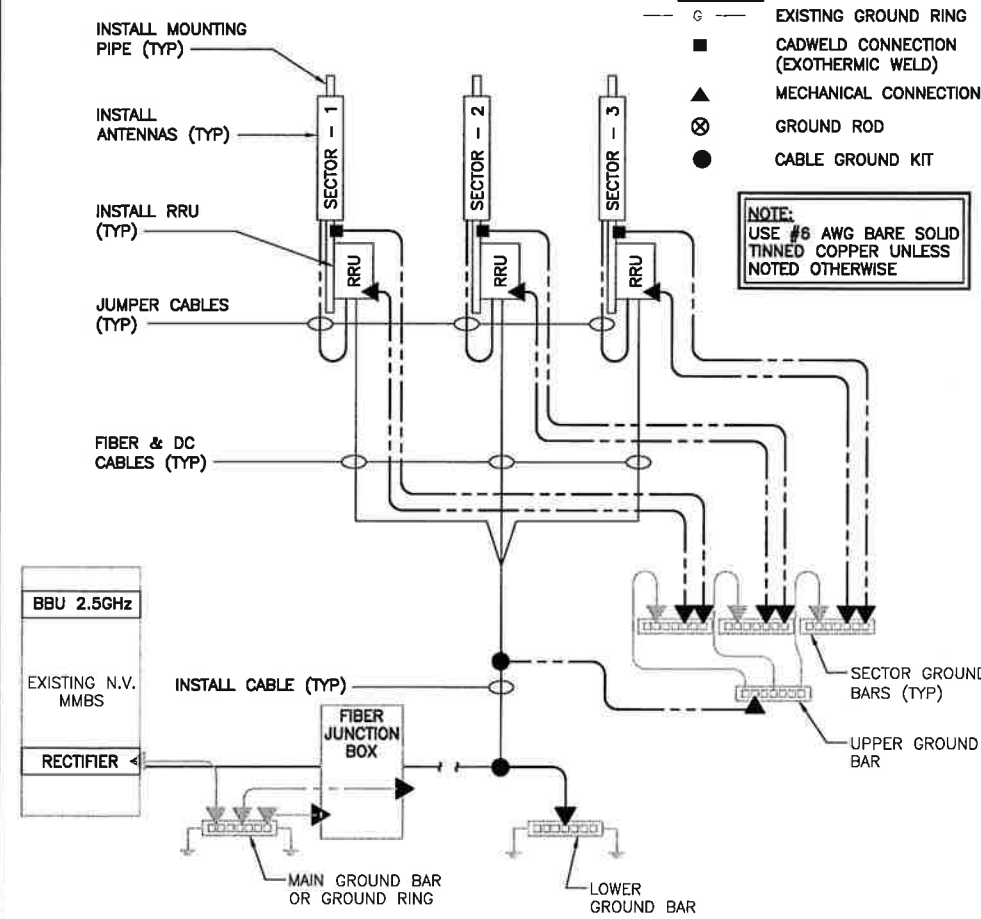 INSTALL MOUNTING
PIPE (TYP)
INSTALL
ANTENNAS (TYP)
INSTALL RRU
(TYP)
JUMPER CABLES
(TYP)
FIBER & DC
CABLES (TYP)
SECTOR - 1
SECTOR - 2
SECTOR - 3
RRU
RRU
RRU
G
EXISTING GROUND RING
CADWELD CONNECTION
(EXOTHERMIC WELD)
MECHANICAL CONNECTION
GROUND ROD
CABLE GROUND KIT
NOTE:
USE #6 AWG BARE SOLID
TINNED COPPER UNLESS
NOTED OTHERWISE
BBU 2.5GHz
EXISTING N.V.
MMBS
RECTIFIER
INSTALL CABLE (TYP)
FIBER
JUNCTION
BOX
SECTOR GROUND
BARS (TYP)
UPPER GROUND
BAR
MAIN GROUND BAR
OR GROUND RING
LOWER
GROUND BAR